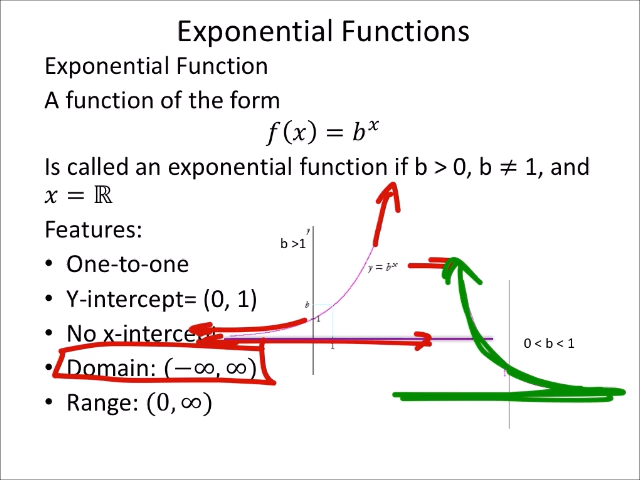 Exponential Functions
Exponential Function
A function of the form
f(x) = b^x
Is called an exponential function if b > 0, b ≠ 1, and
x = ℝ
Features:
• One-to-one
• Y-intercept= (0, 1)
• No x-intercept
• Domain: (−∞, ∞)
• Range: (0, ∞)
y
b >1
y = b^x
b
1
1
0 < b < 1